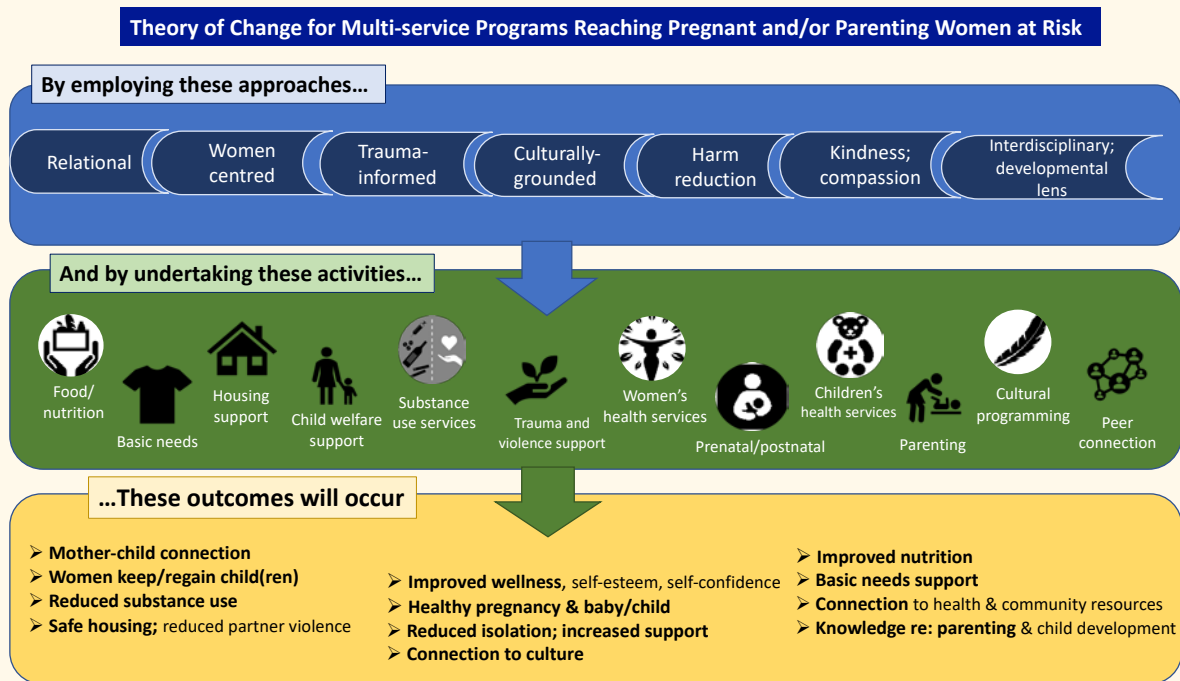 Theory of Change for Multi-service Programs Reaching Pregnant and/or Parenting Women at Risk
By employing these approaches…
Relational
Women
centred
Trauma-
informed
Culturally-
grounded
Harm
reduction
Kindness;
compassion
Interdisciplinary;
developmental
lens
And by undertaking these activities…
Food/
nutrition
Basic needs
Housing
support
Child welfare
support
Substance
use services
Trauma and
violence support
Women's
health services
Prenatal/postnatal
Children's
health services
Parenting
Cultural
programming
Peer
connection
…These outcomes will occur
➢ Mother-child connection
➢ Women keep/regain child(ren)
➢ Reduced substance use
➢ Safe housing; reduced partner violence
➢ Improved wellness, self-esteem, self-confidence
➢ Healthy pregnancy & baby/child
➢ Reduced isolation; increased support
➢ Connection to culture
➢ Improved nutrition
➢ Basic needs support
➢ Connection to health & community resources
➢ Knowledge re: parenting & child development